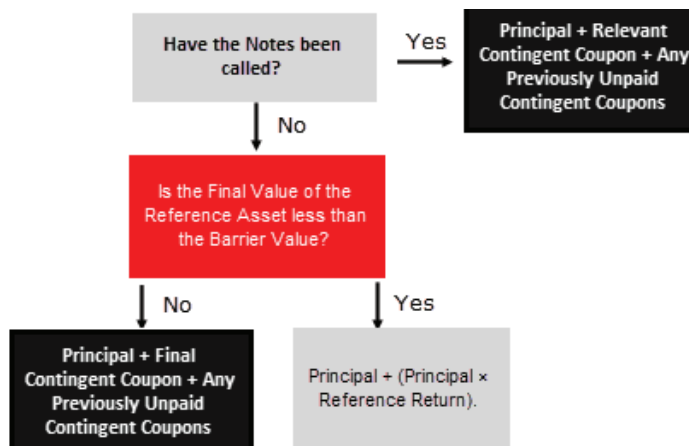 Have the Notes been
called?
Yes
Principal + Relevant
Contingent Coupon + Any
Previously Unpaid
Contingent Coupons
No
Is the Final Value of the
Reference Asset less than
the Barrier Value?
No
Yes
Principal + Final
Contingent Coupon + Any
Previously Unpaid
Contingent Coupons
Principal + (Principal ×
Reference Return).